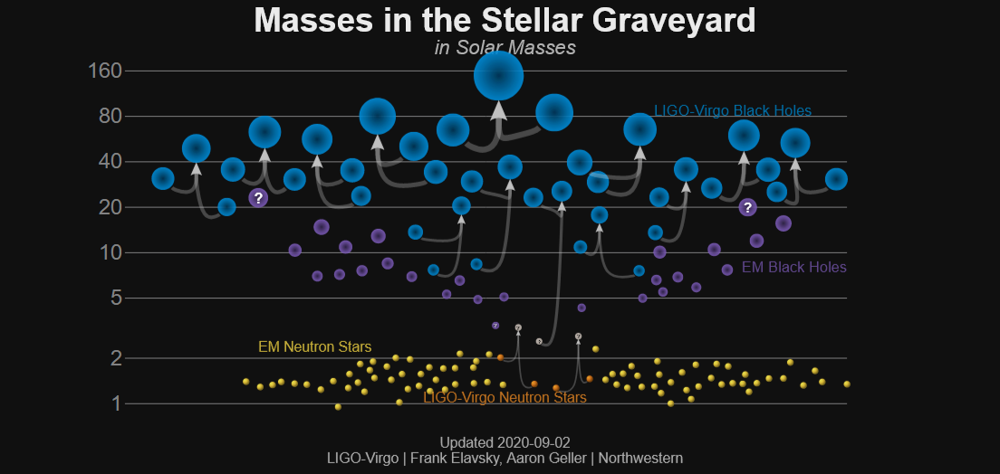 Masses in the Stellar Graveyard
in Solar Masses
160
80
LIGO-Virgo Black Holes
40
?
20
?
10
EM Black Holes
5
?
?
?
?
EM Neutron Stars
2
LIGO-Virgo Neutron Stars
1
Updated 2020-09-02
LIGO-Virgo | Frank Elavsky, Aaron Geller | Northwestern